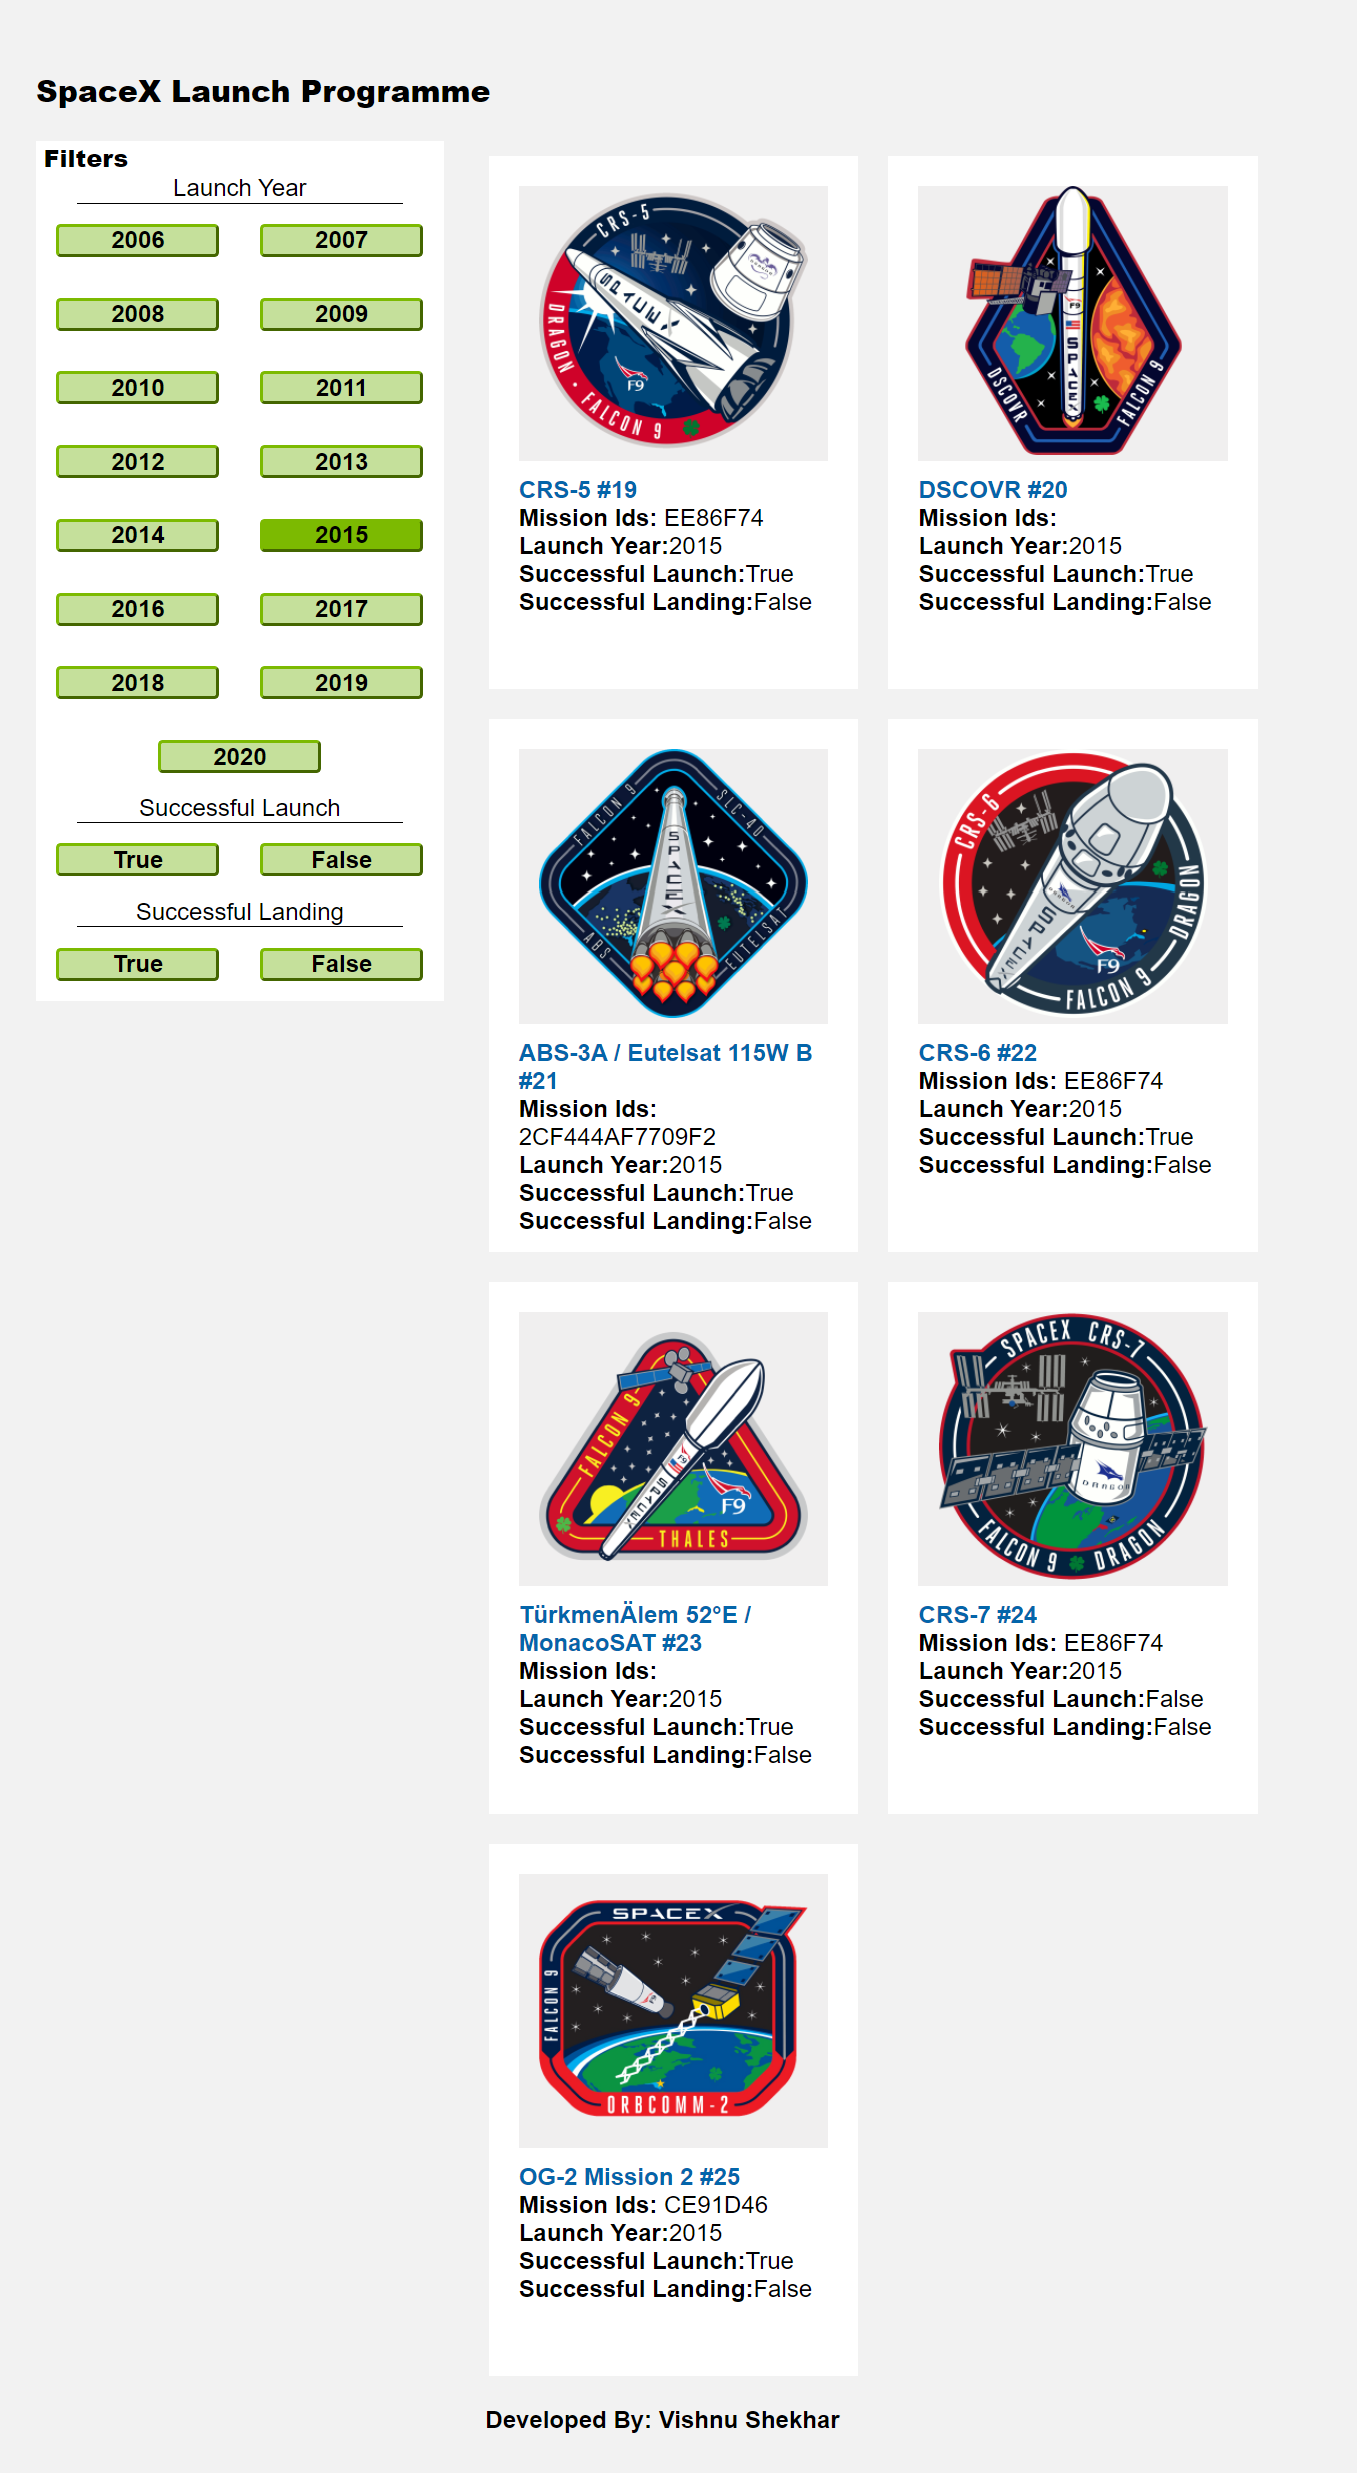 SpaceX Launch Programme
Filters
Launch Year
2006 2007
2008 2009
2010 2011
2012 2013
2014 2015
2016 2017
2018 2019
2020
Successful Launch
True False
Successful Landing
True False
CRS-5
SPACEX
F9
DRAGON • FALCON 9
CRS-5 #19
Mission Ids: EE86F74
Launch Year:2015
Successful Launch:True
Successful Landing:False
F9
SPACEX
DSCOVR
FALCON 9
DSCOVR #20
Mission Ids:
Launch Year:2015
Successful Launch:True
Successful Landing:False
FALCON 9
SLC-40
SPACEX
ABS
EUTELSAT
ABS-3A / Eutelsat 115W B
#21
Mission Ids:
2CF444AF7709F2
Launch Year:2015
Successful Launch:True
Successful Landing:False
CRS-6
DRAGON
SPACEX
F9
FALCON 9
CRS-6 #22
Mission Ids: EE86F74
Launch Year:2015
Successful Launch:True
Successful Landing:False
FALCON 9
F9
SPACEX
F9
THALES
TürkmenÄlem 52°E /
MonacoSAT #23
Mission Ids:
Launch Year:2015
Successful Launch:True
Successful Landing:False
SPACEX CRS-7
DRAGON
FALCON 9 DRAGON
CRS-7 #24
Mission Ids: EE86F74
Launch Year:2015
Successful Launch:False
Successful Landing:False
SPACEX
FALCON 9
F9
ORBCOMM-2
OG-2 Mission 2 #25
Mission Ids: CE91D46
Launch Year:2015
Successful Launch:True
Successful Landing:False
Developed By: Vishnu Shekhar